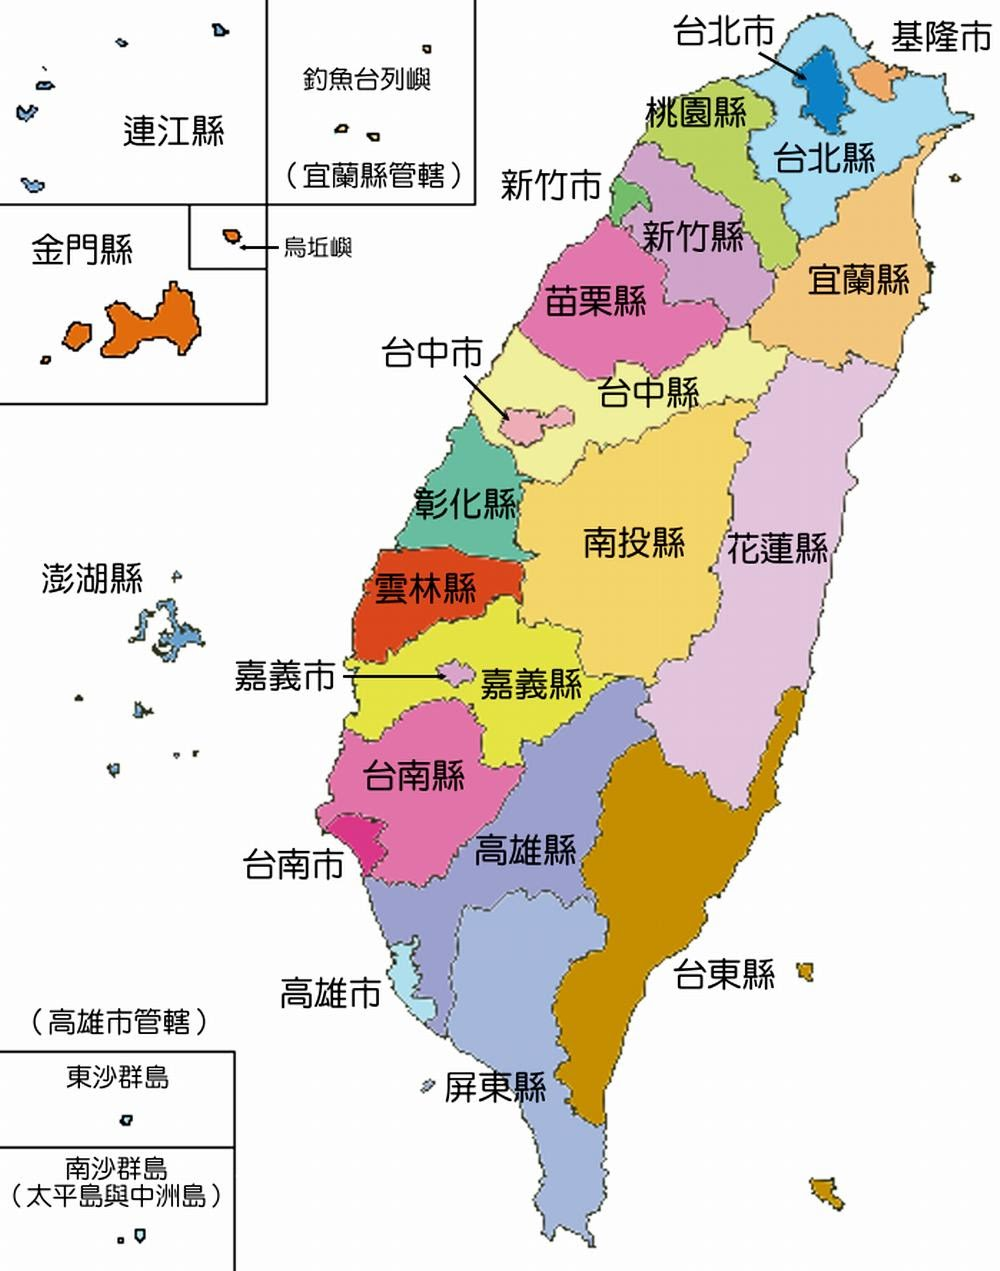 台北市
基隆市
釣魚台列嶼
連江縣
桃園縣
台北縣
（宜蘭縣管轄）
新竹市
新竹縣
金門縣
烏坵嶼
宜蘭縣
苗栗縣
台中市
台中縣
彰化縣
南投縣
花蓮縣
澎湖縣
雲林縣
嘉義市
嘉義縣
台南縣
高雄縣
台南市
台東縣
高雄市
（高雄市管轄）
東沙群島
屏東縣
南沙群島
（太平島與中洲島）